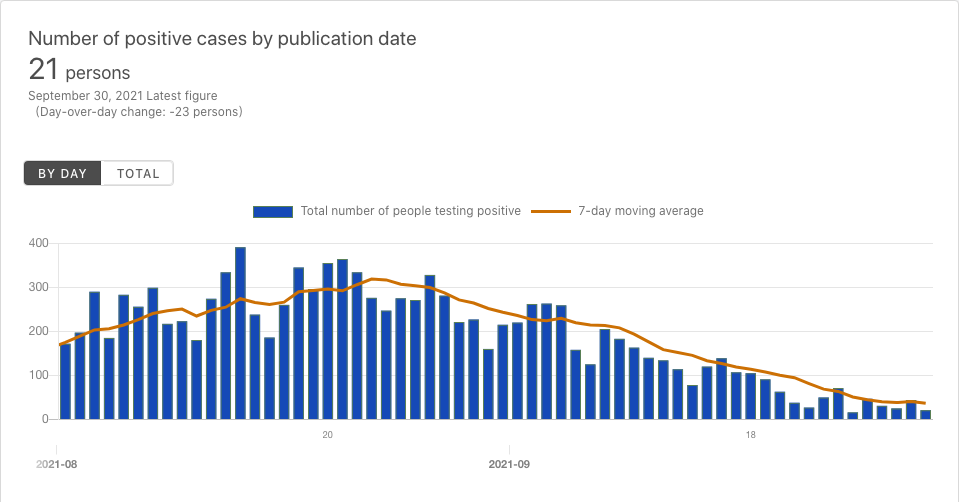 Number of positive cases by publication date
21 persons
September 30, 2021 Latest figure
(Day-over-day change: -23 persons)
BY DAY TOTAL
Total number of people testing positive 7-day moving average
400
300
200
100
0
20 18
2021-08 2021-09